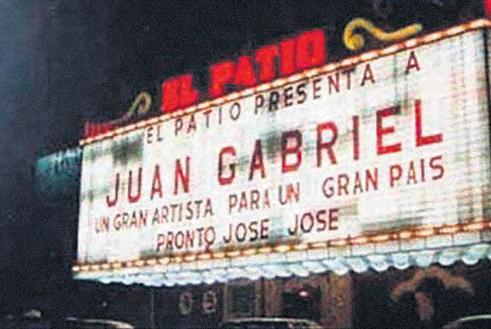 EL PATIO
EL PATIO PRESENTA A
JUAN GABRIEL
UN GRAN ARTISTA PARA UN GRAN PAIS
PRONTO JOSE JOSE